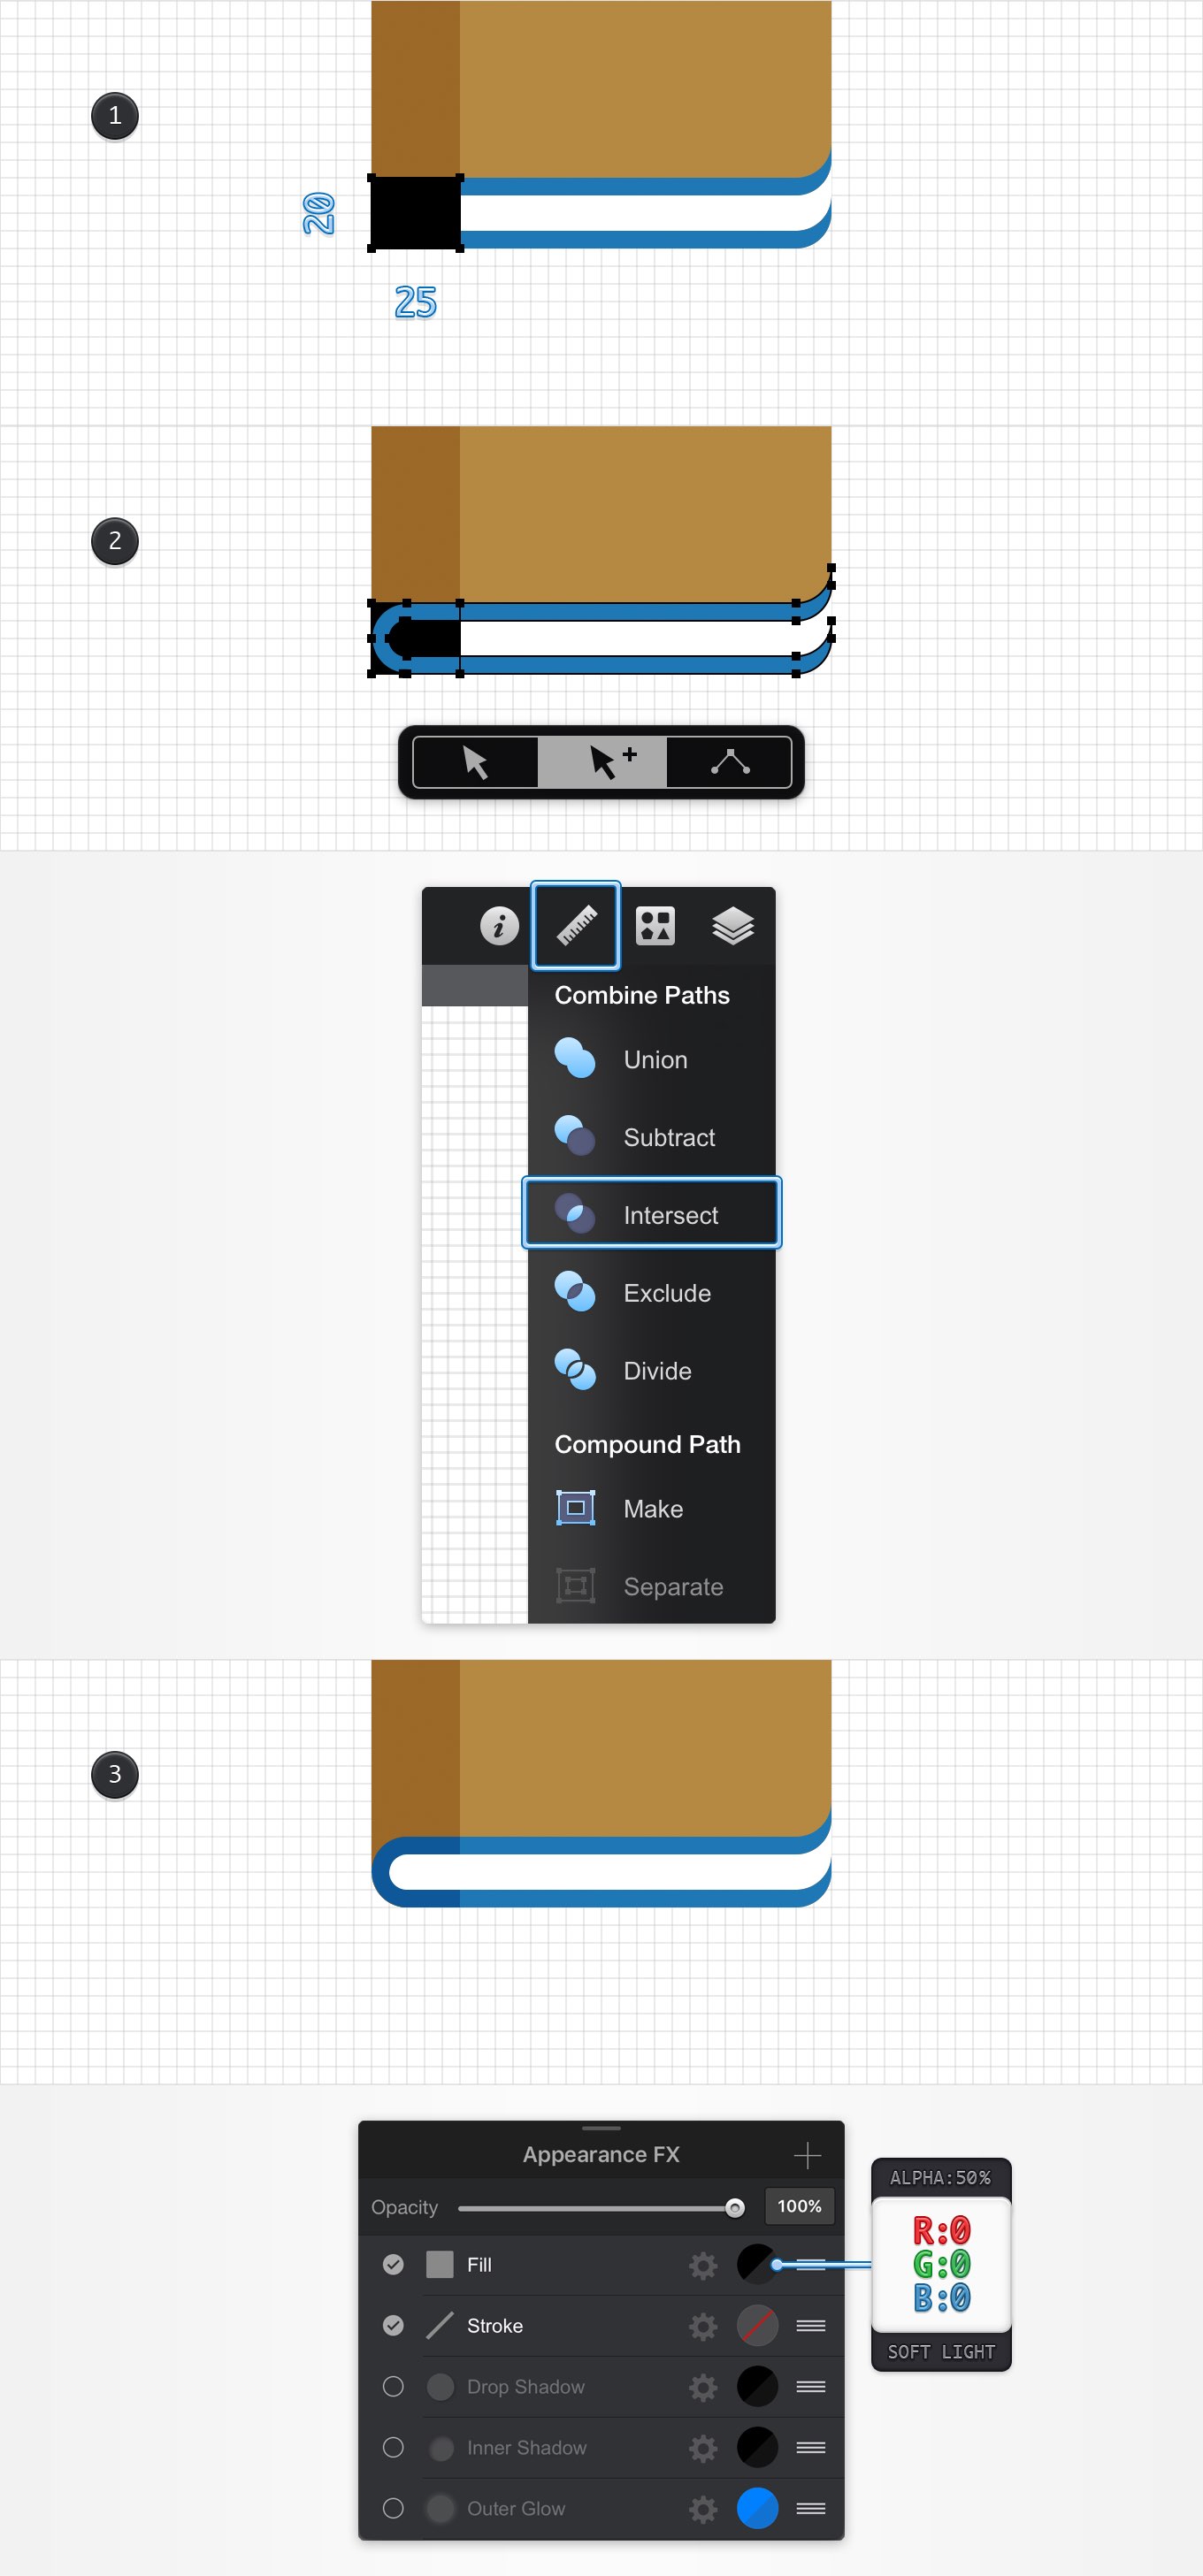 1
20
25
2
i
Combine Paths
Union
Subtract
Intersect
Exclude
Divide
Compound Path
Make
Separate
3
Appearance FX
Opacity
100%
Fill
Stroke
Drop Shadow
Inner Shadow
Outer Glow
ALPHA:50%
R:0
G:0
B:0
SOFT LIGHT